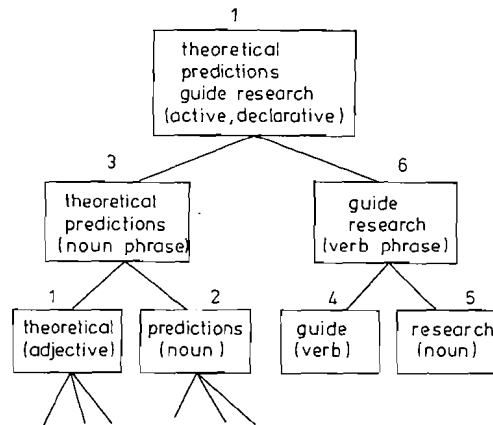 1
theoretical
predictions
guide research
(active, declarative)
3
theoretical
predictions
(noun phrase)
6
guide
research
(verb phrase)
1
theoretical
(adjective)
2
predictions
(noun)
4
guide
(verb)
5
research
(noun)